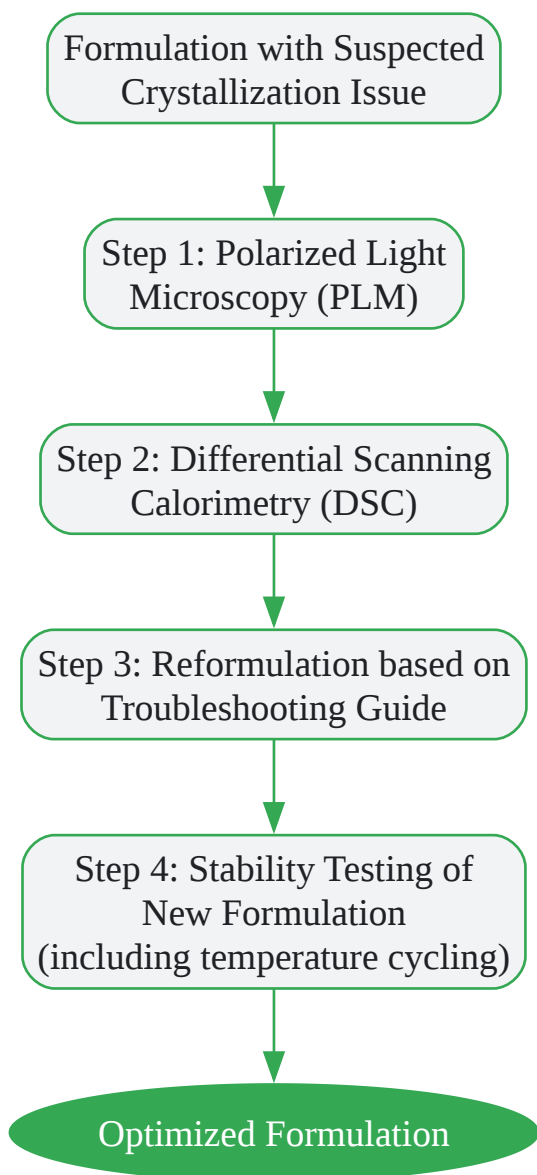 Formulation with Suspected
Crystallization Issue
Step 1: Polarized Light
Microscopy (PLM)
Step 2: Differential Scanning
Calorimetry (DSC)
Step 3: Reformulation based on
Troubleshooting Guide
Step 4: Stability Testing of
New Formulation
(including temperature cycling)
Optimized Formulation